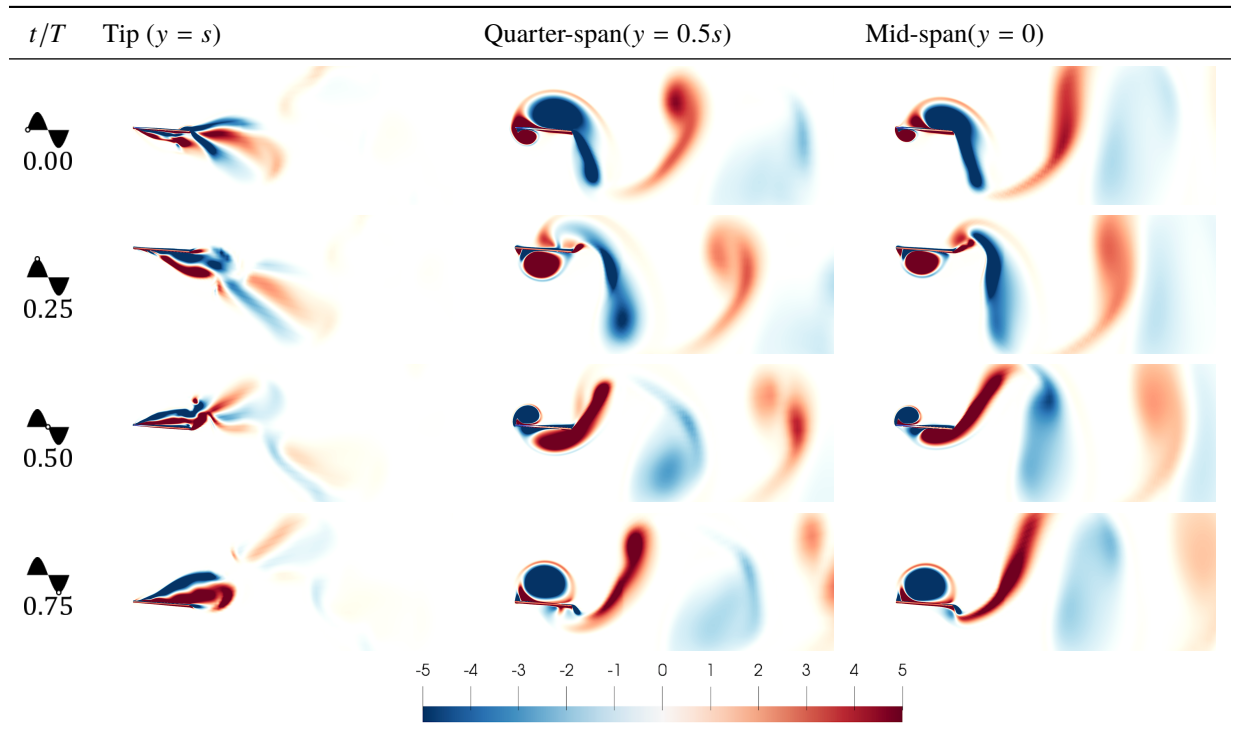 t/T Tip (y = s) Quarter-span(y = 0.5s) Mid-span(y = 0)
0.00
0.25
0.50
0.75
-5 -4 -3 -2 -1 0 1 2 3 4 5